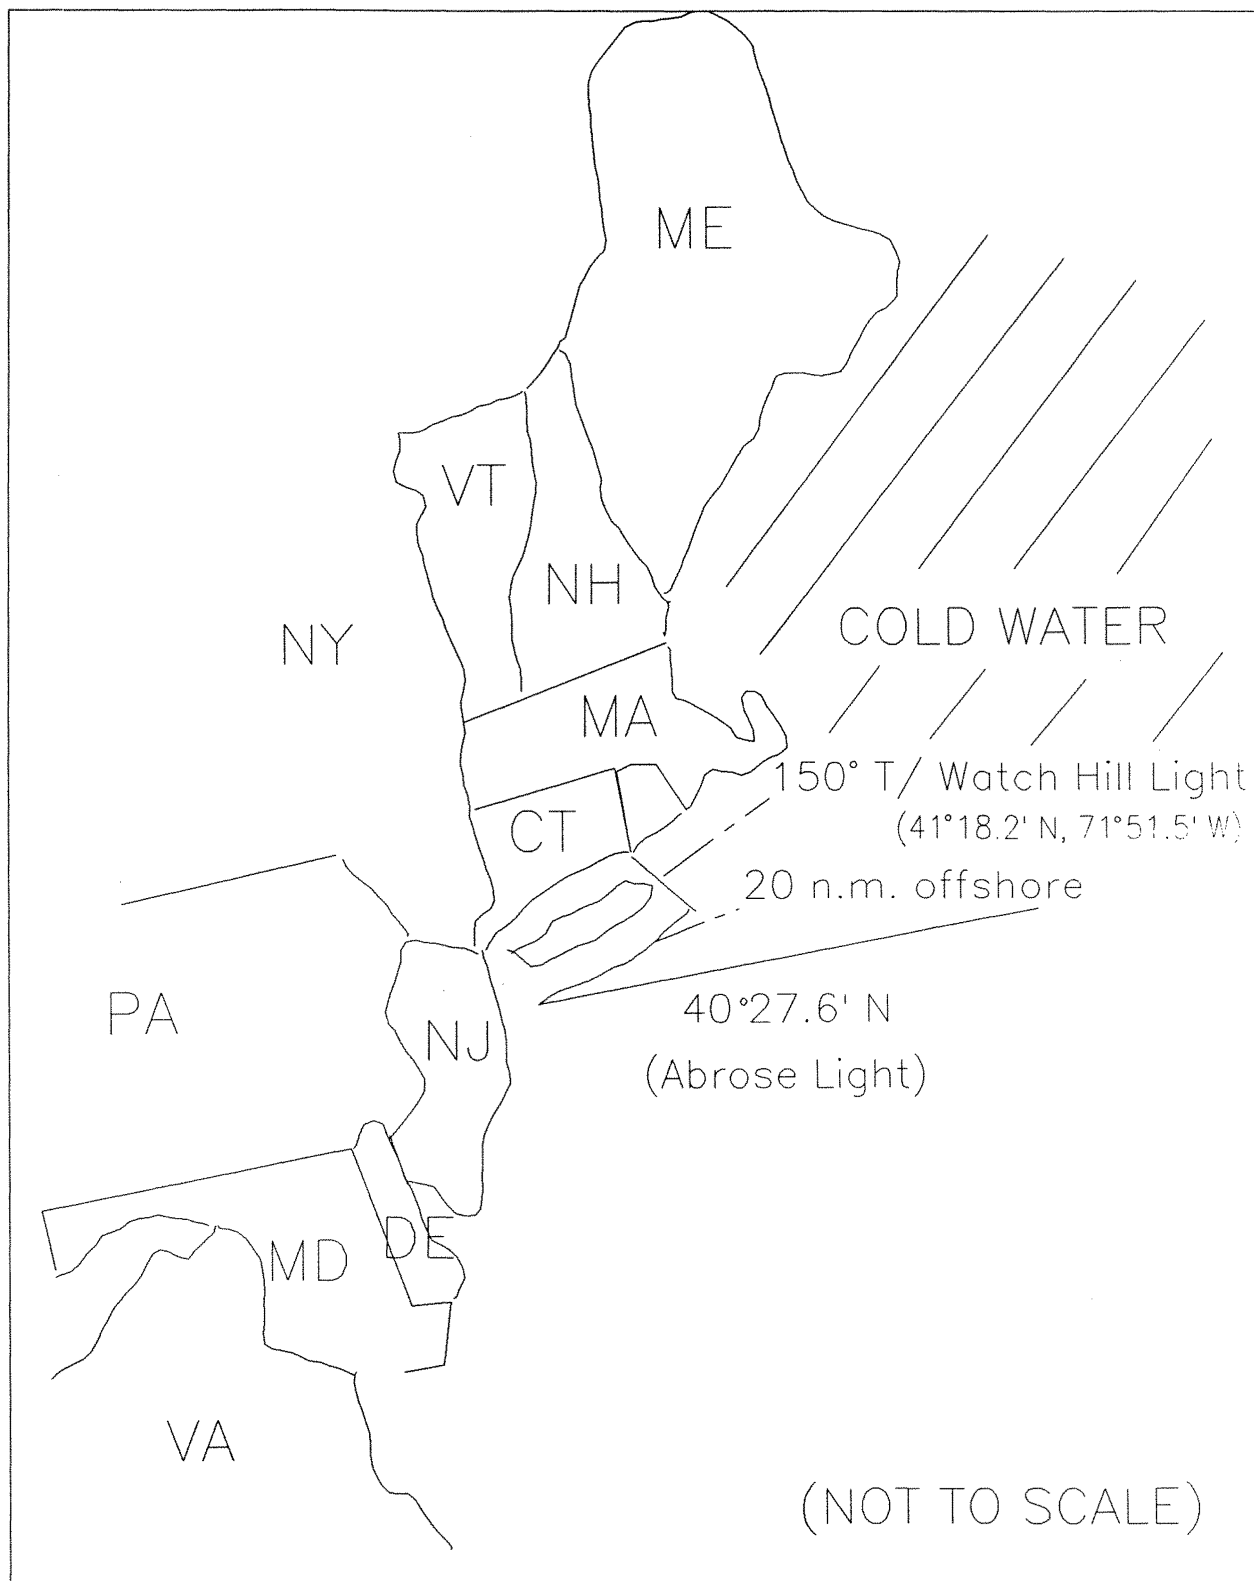 ME
VT
NH
NY
COLD WATER
MA
150° T/ Watch Hill Light
(41°18.2' N, 71°51.5' W)
CT
20 n.m. offshore
PA
40°27.6' N
NJ
(Abrose Light)
DE
MD
VA
(NOT TO SCALE)